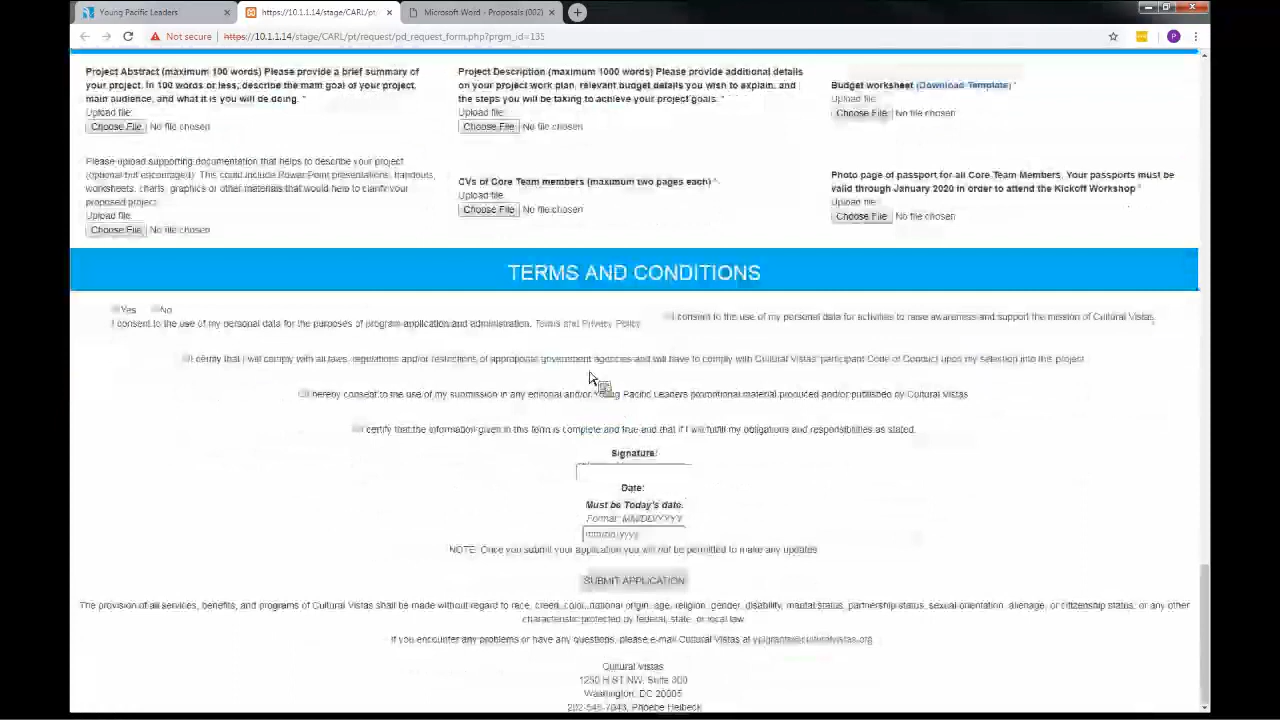 Young Pacific Leaders
https://10.1.1.14/stage/CARL/pt.
Microsoft Word - Proposals (002)
Not secure
https://10.1.1.14/stage/CARL/pt/request/pd_request_form.php?prgm_id=135
P
Project Abstract (maximum 100 words) Please provide a brief summary of
your project. In 100 words or less, describe the main goal of your project,
main audience, and what it is you will be doing. *
Upload file:
Choose File No file chosen
Project Description (maximum 1000 words) Please provide additional details
on your project work plan, relevant budget details you wish to explain, and
the steps you will be taking to achieve your project goals. *
Upload file:
Choose File No file chosen
Budget worksheet (Download Template) *
Upload file:
Choose File No file chosen
Please upload supporting documentation that helps to describe your project
(optional but encouraged). This could include PowerPoint presentations, handouts,
worksheets, charts, graphics or other materials that would help to clarify your
proposed project.
Upload file:
Choose File No file chosen
CVs of Core Team members (maximum two pages each) *
Upload file:
Choose File No file chosen
Photo page of passport for all Core Team Members. Your passports must be
valid through January 2020 in order to attend the Kickoff Workshop *
Upload file:
Choose File No file chosen
TERMS AND CONDITIONS
Yes No
I consent to the use of my personal data for the purposes of program application and administration. Terms and Privacy Policy
I consent to the use of my personal data for activities to raise awareness and support the mission of Cultural Vistas.
I certify that I will comply with all laws, regulations and/or restrictions of appropriate government agencies and will have to comply with Cultural Vistas' participant Code of Conduct upon my selection into the project
I hereby consent to the use of my submission in any editorial and/or Young Pacific Leaders promotional material produced and/or published by Cultural Vistas
I certify that the information given in this form is complete and true and that if I will fulfill my obligations and responsibilities as stated.
Signature:
Date:
Must be Today's date.
Format: MM/DD/YYYY
mm/dd/yyyy
NOTE: Once you submit your application you will not be permitted to make any updates
SUBMIT APPLICATION
The provision of all services, benefits, and programs of Cultural Vistas shall be made without regard to race, creed, color, national origin, age, religion, gender, disability, marital status, partnership status, sexual orientation, alienage, or citizenship status, or any other
characteristic protected by federal, state, or local law.
If you encounter any problems or have any questions, please e-mail Cultural Vistas at yplgrants@culturalvistas.org
Cultural Vistas
1250 H ST NW, Suite 300
Washington, DC 20005
Phoebe